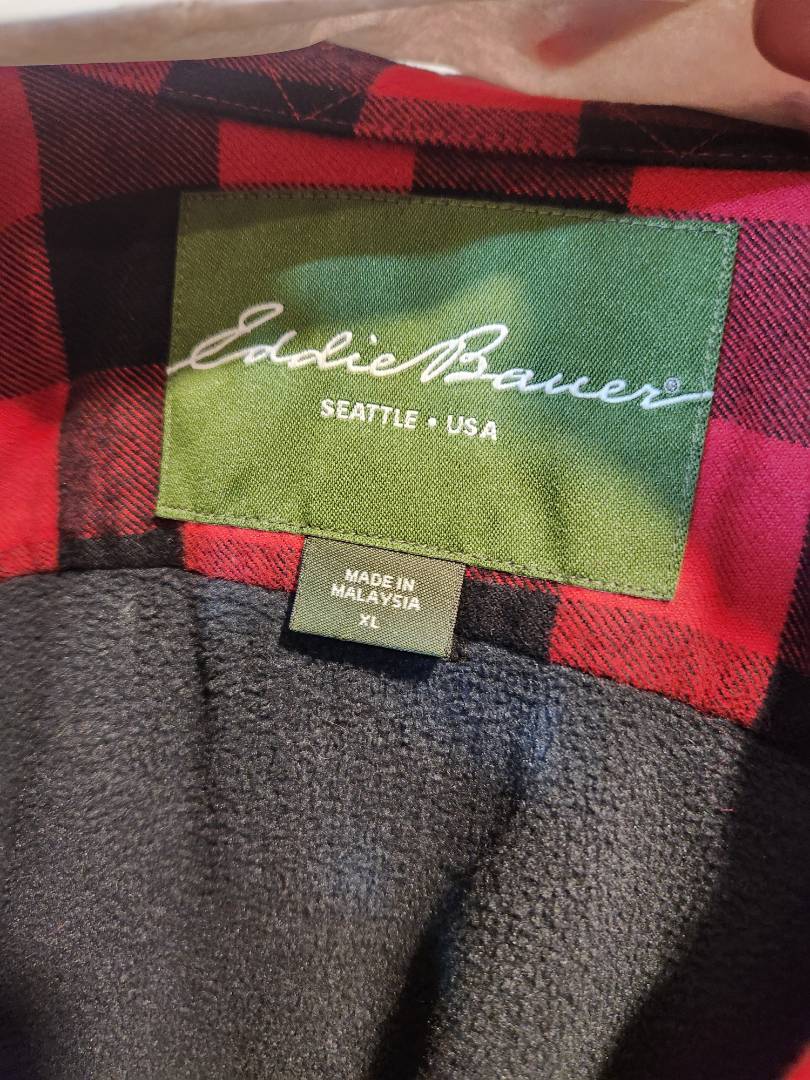 Eddie Bauer®
SEATTLE • USA
MADE IN
MALAYSIA
XL